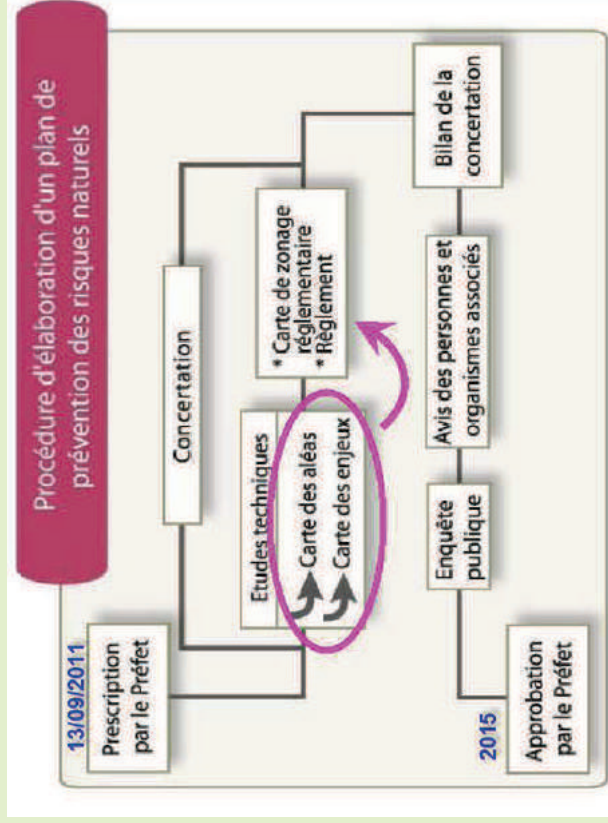 Procédure d'élaboration d'un plan de
prévention des risques naturels
13/09/2011
Prescription
par le Préfet
Concertation
Etudes techniques
Carte des aléas
Carte des enjeux
* Carte de zonage
réglementaire
* Règlement
Bilan de la
concertation
Avis des personnes et
organismes associés
Enquête
publique
2015
Approbation
par le Préfet